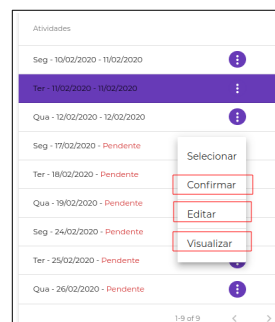 Atividades
Seg - 10/02/2020 - 11/02/2020
Ter - 11/02/2020 - 11/02/2020
Qua - 12/02/2020 - 12/02/2020
Seg - 17/02/2020 - Pendente
Selecionar
Ter - 18/02/2020 - Pendente
Confirmar
Qua - 19/02/2020 - Pendente
Editar
Seg - 24/02/2020 - Pendente
Visualizar
Ter - 25/02/2020 - Pendente
Qua - 26/02/2020 - Pendente
1-9 of 9